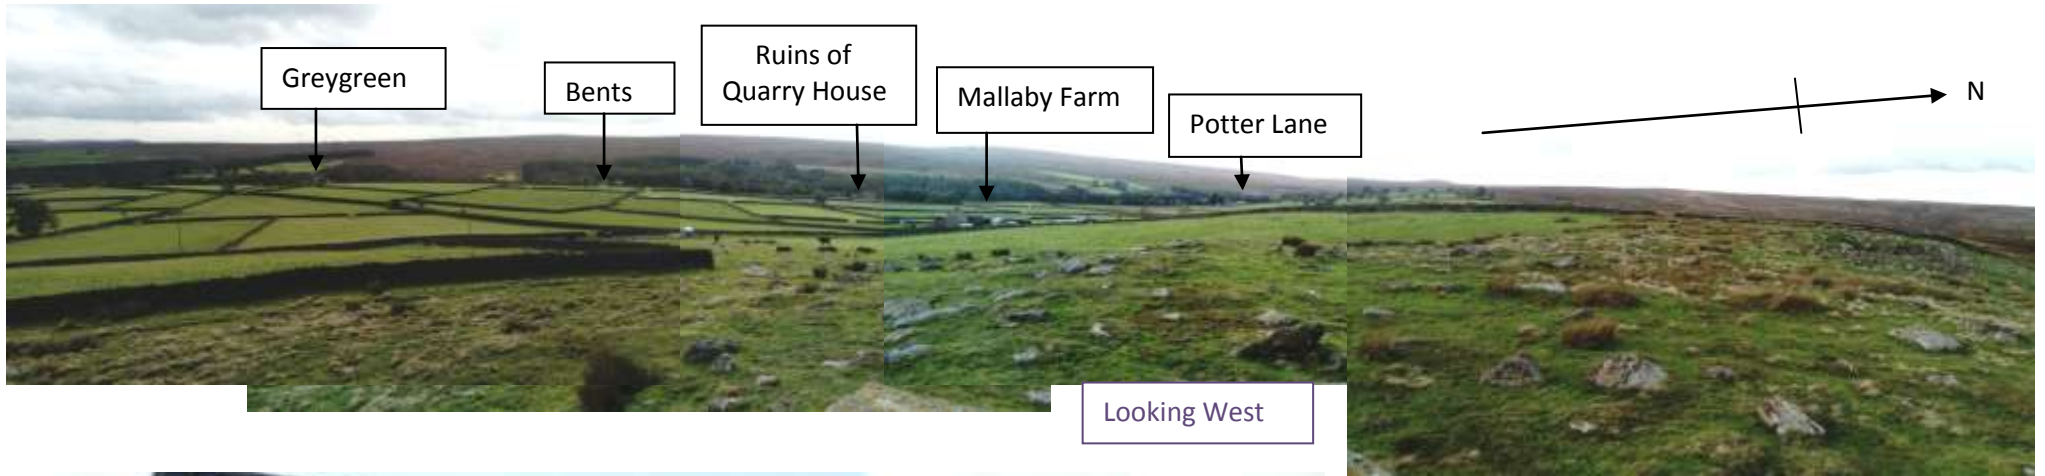 Greygreen
Bents
Ruins of
Quarry House
Mallaby Farm
Potter Lane
N
Looking West